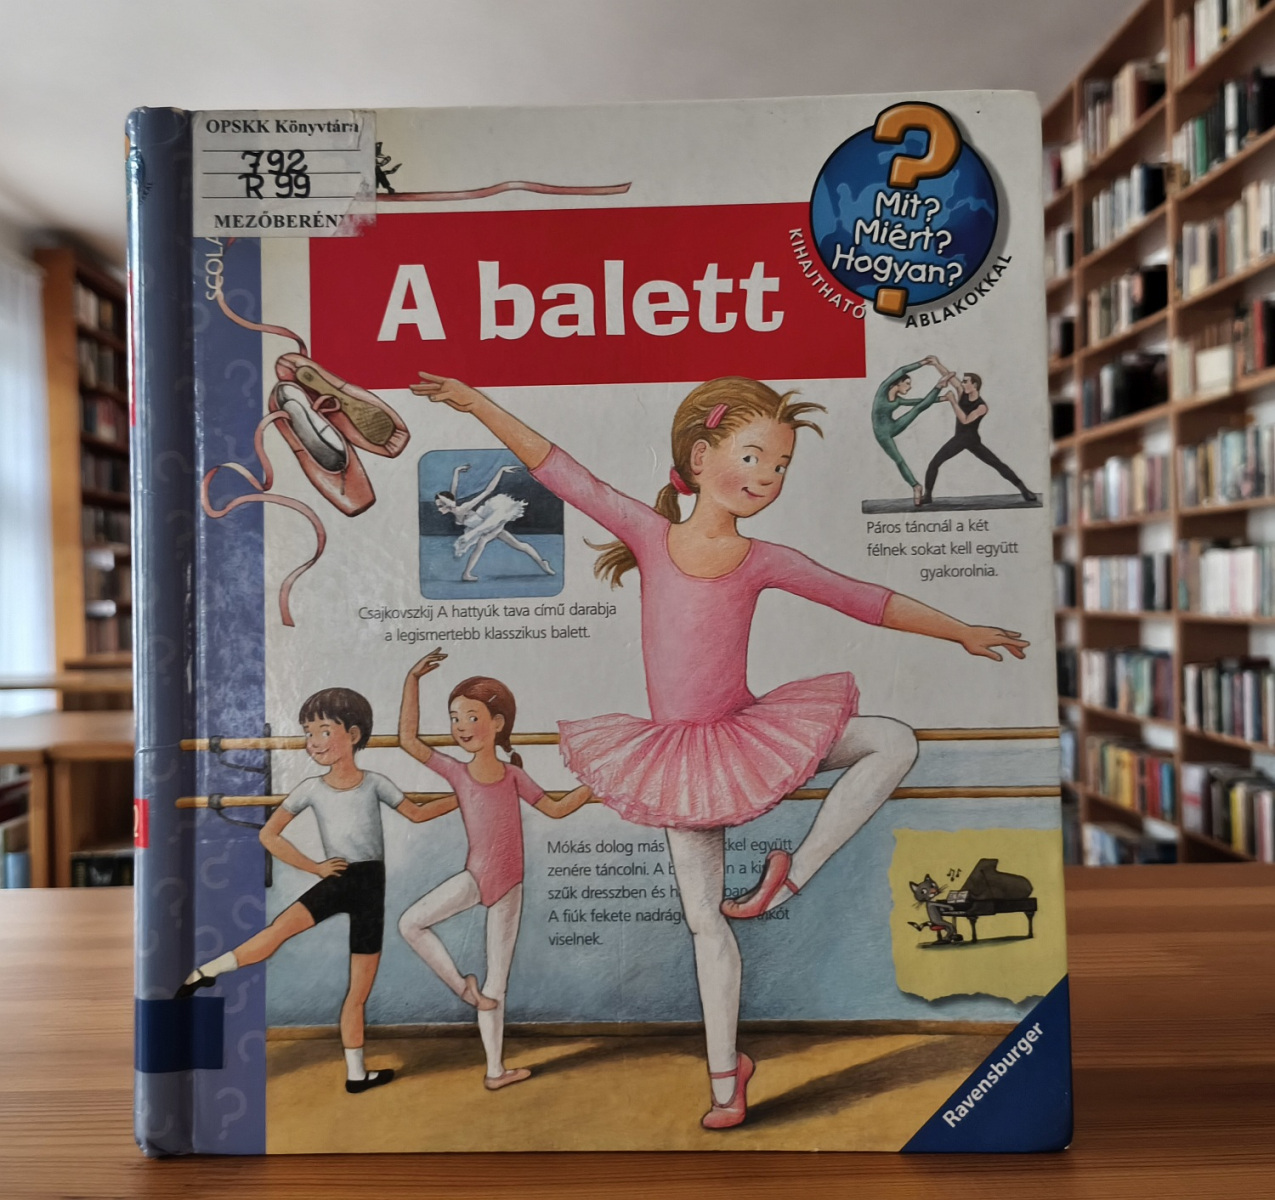 OPSKK Könyvtára
792
R 99
MEZŐBERÉNY
Mit?
Miért?
Hogyan?
KIHAJTHATÓ
ABLAKOKKAL
A balett
Páros táncnál a két
félnek sokat kell együtt
gyakorolnia.
Csajkovszkij A hattyúk tava című darabja
a legismertebb klasszikus balett.
Mókás dolog más együtt
zenére táncolni. A
szűk dresszben és
A fiúk fekete
viselnek.
Ravensburger